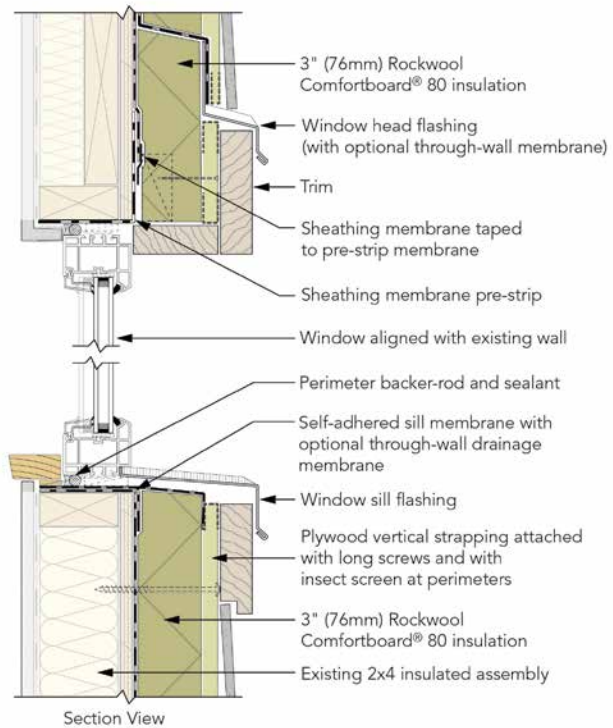 3" (76mm) Rockwool
Comfortboard® 80 insulation
Window head flashing
(with optional through-wall membrane)
Trim
Sheathing membrane taped
to pre-strip membrane
Sheathing membrane pre-strip
Window aligned with existing wall
Perimeter backer-rod and sealant
Self-adhered sill membrane with
optional through-wall drainage
membrane
Window sill flashing
Plywood vertical strapping attached
with long screws and with
insect screen at perimeters
3" (76mm) Rockwool
Comfortboard® 80 insulation
Existing 2x4 insulated assembly
Section View